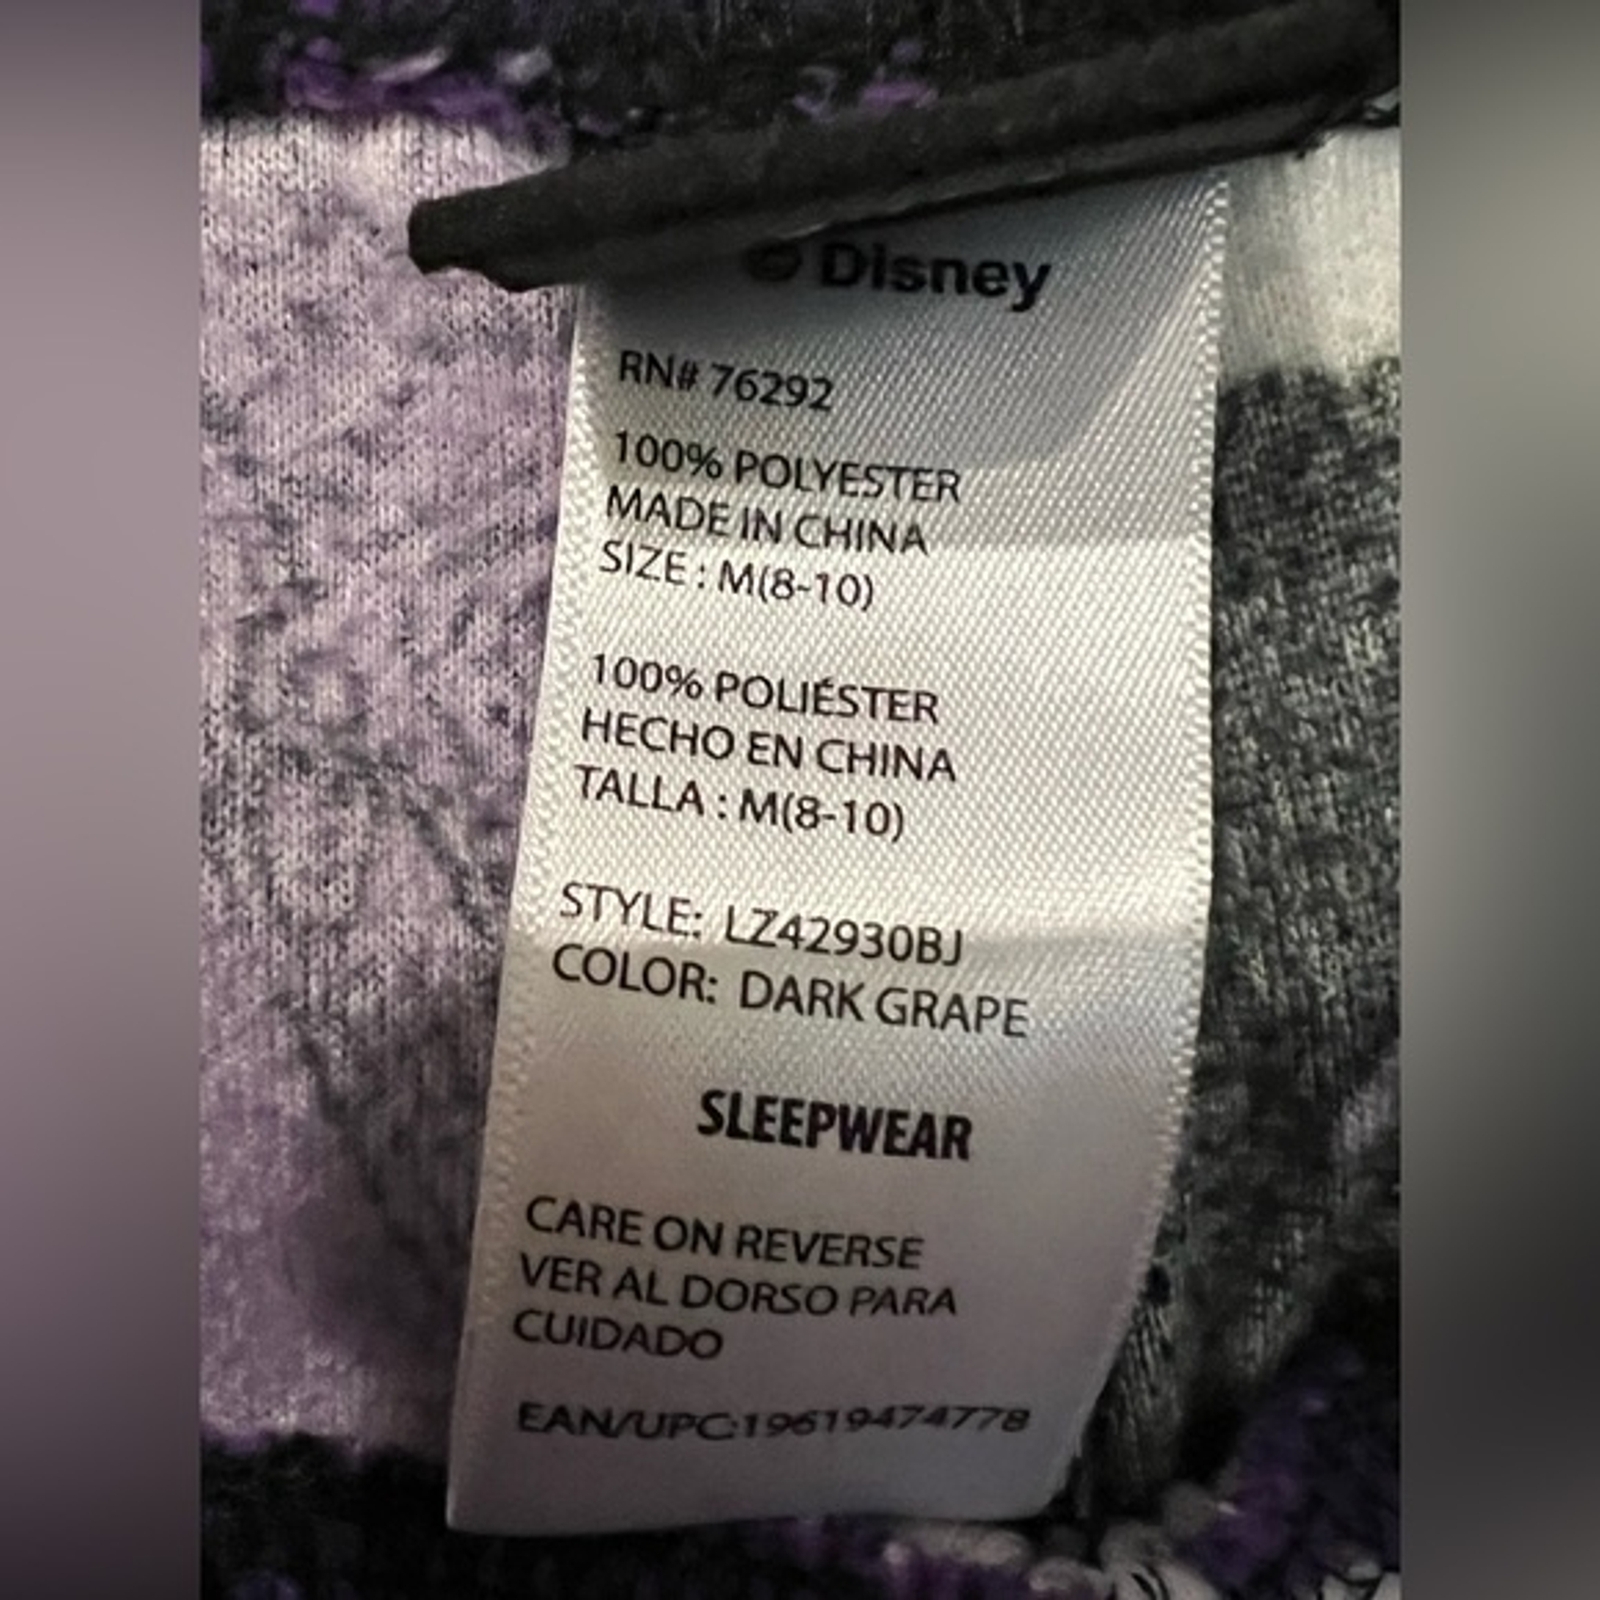 © Disney
RN# 76292
100% POLYESTER
MADE IN CHINA
SIZE : M(8-10)
100% POLIÉSTER
HECHO EN CHINA
TALLA : M(8-10)
STYLE: LZ42930BJ
COLOR: DARK GRAPE
SLEEPWEAR
CARE ON REVERSE
VER AL DORSO PARA
CUIDADO
EAN/UPC:19619474778